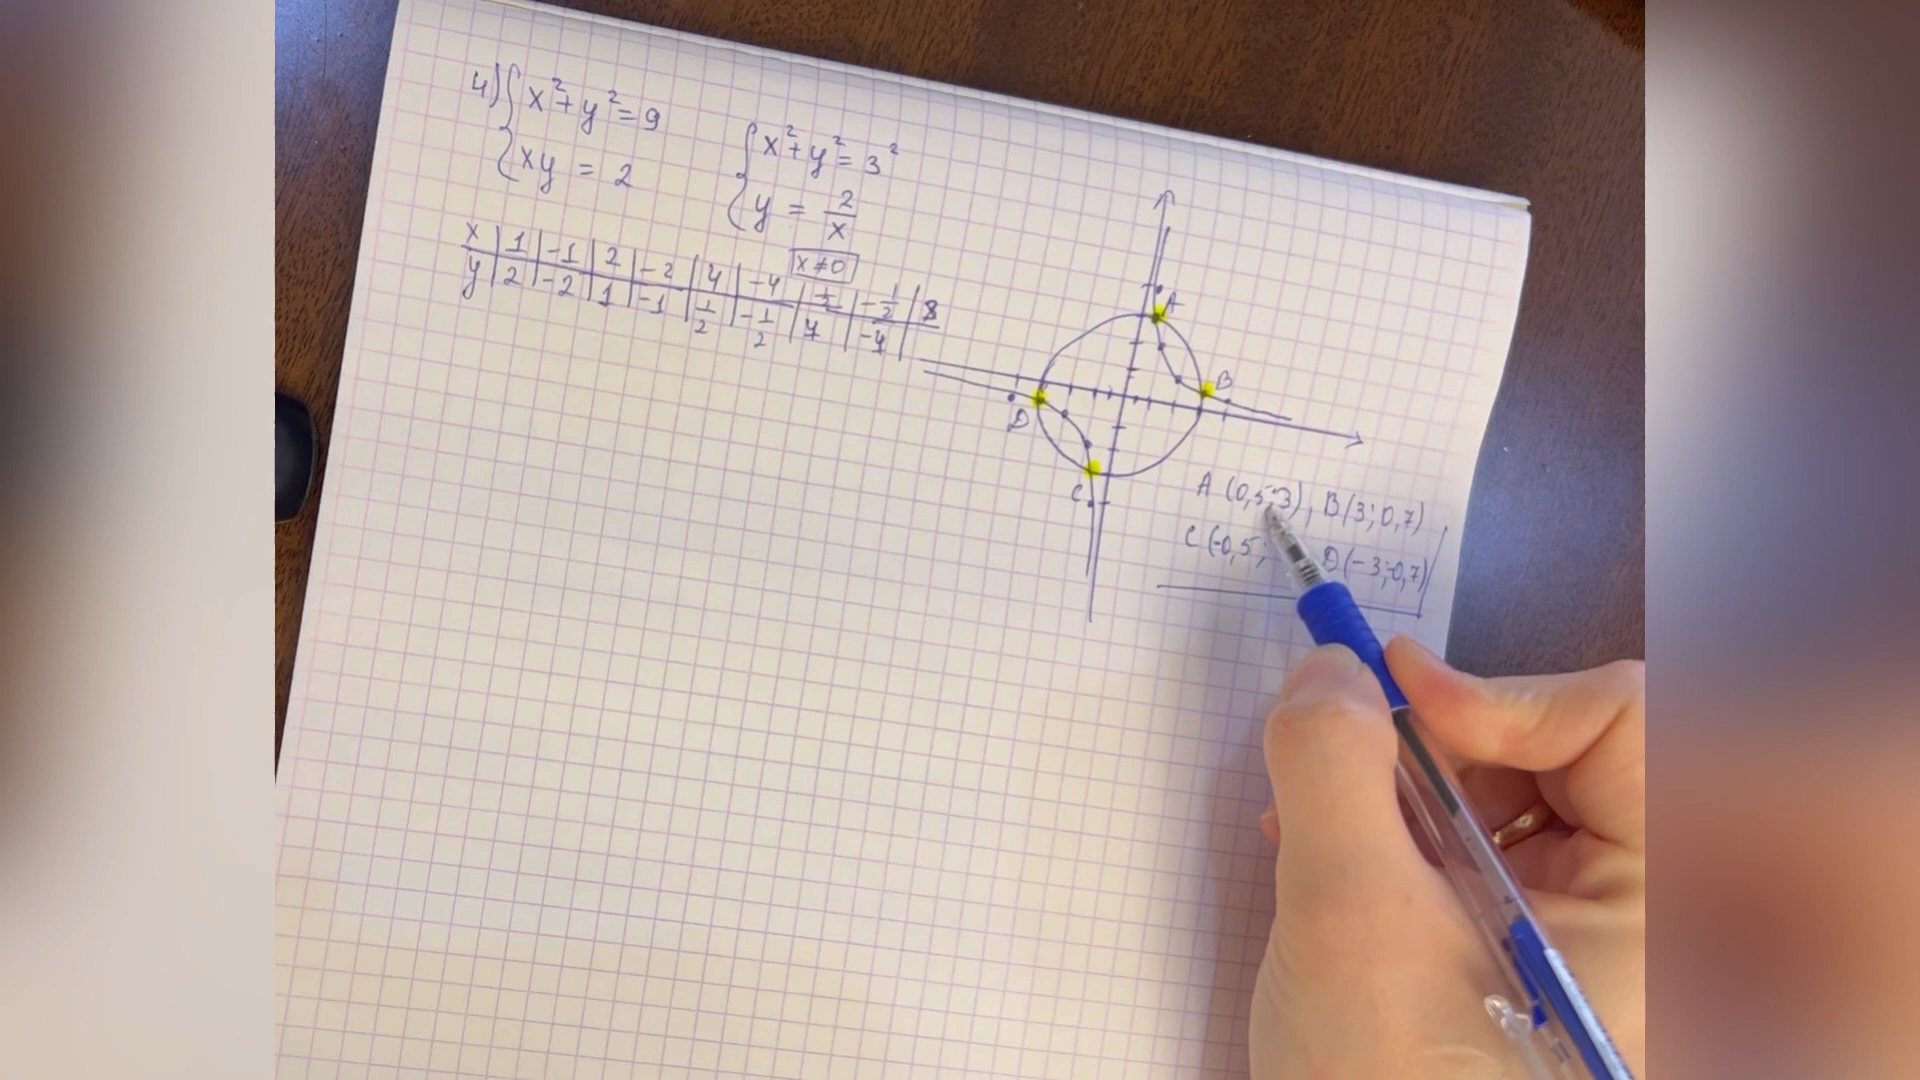 4) { x² + y² = 9
xy = 2
{ x² + y² = 3²
y = 2/x
x ≠ 0
x | 1 | -1 | 2 | -2 | 4 | -4 | 1/2 | -1/2 |
y | 2 | -2 | 1 | -1 | 1/2 | -1/2 | 4 | -4 |
A
B
D
C
A (0,5; 3), B (3; 0,7)
C (-0,5; D (-3; -0,7)